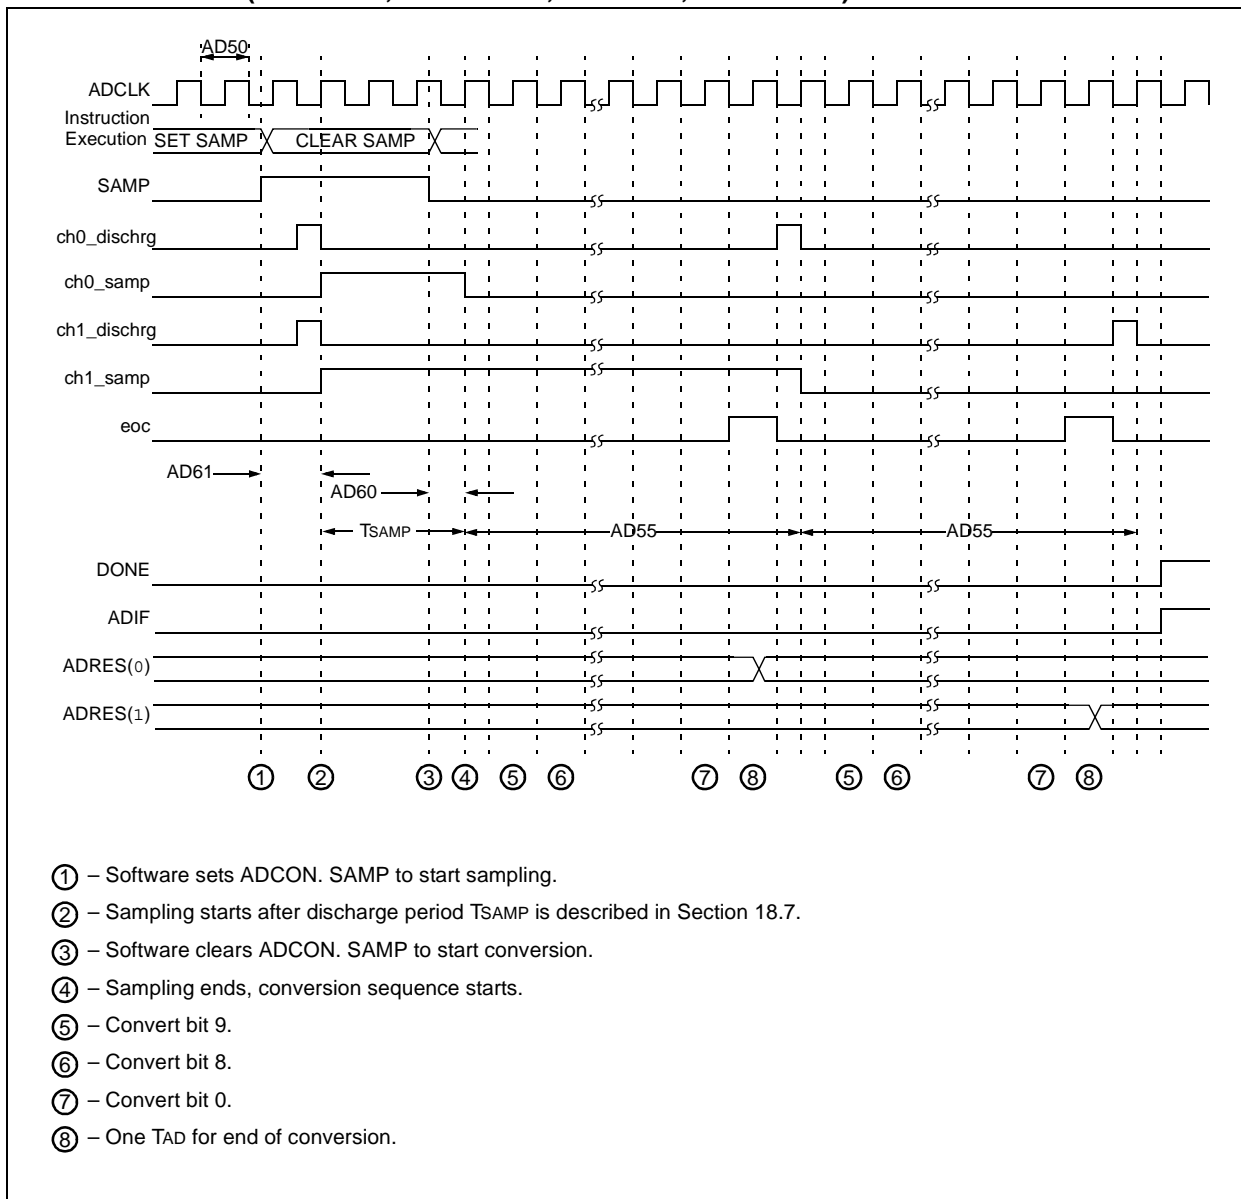 AD50
ADCLK
Instruction
Execution SET SAMP CLEAR SAMP
SAMP
ch0_dischrg
ch0_samp
ch1_dischrg
ch1_samp
eoc
AD61
AD60
TSAMP AD55 AD55
DONE
ADIF
ADRES(0)
ADRES(1)
1 2 3 4 5 6 7 8 5 6 7 8
1 – Software sets ADCON. SAMP to start sampling.
2 – Sampling starts after discharge period TSAMP is described in Section 18.7.
3 – Software clears ADCON. SAMP to start conversion.
4 – Sampling ends, conversion sequence starts.
5 – Convert bit 9.
6 – Convert bit 8.
7 – Convert bit 0.
8 – One TAD for end of conversion.